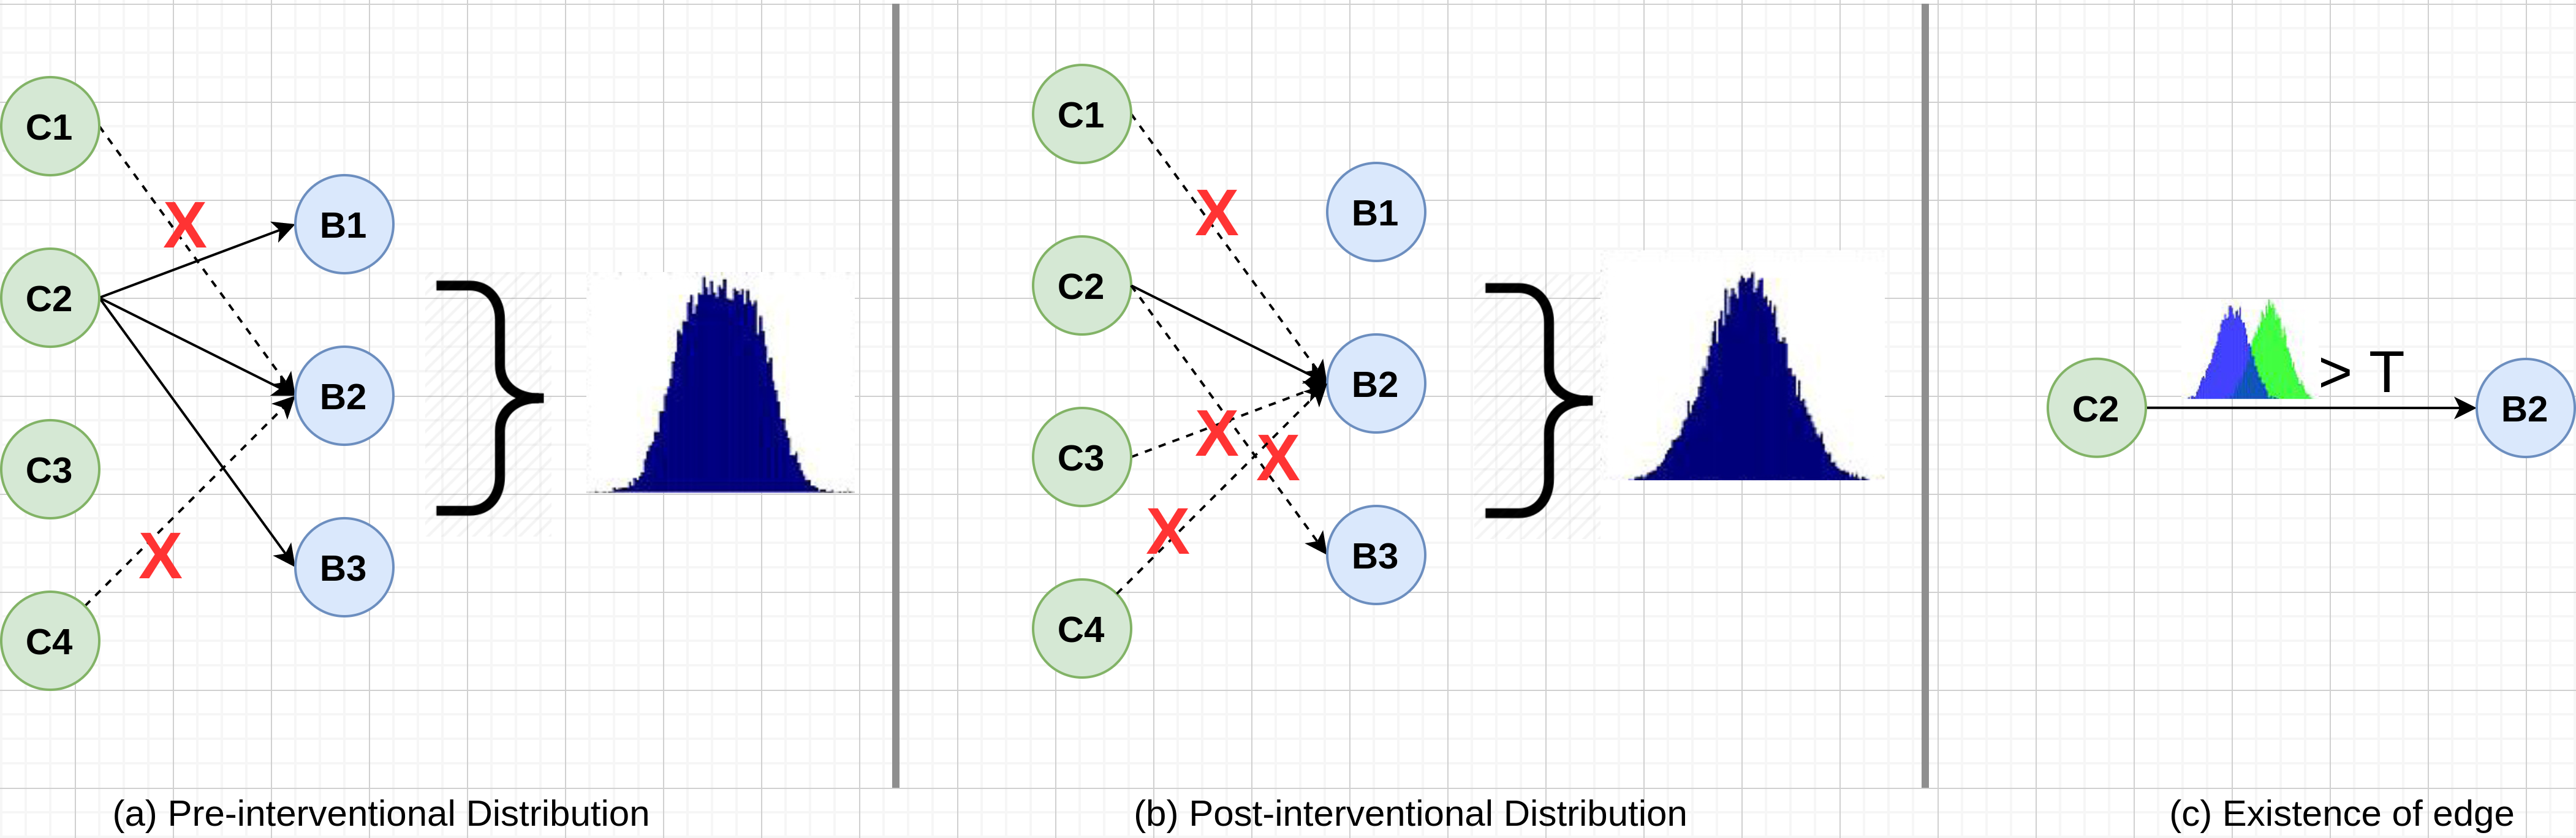 C1
X
B1
C2
B2
C3
X
B3
C4
(a) Pre-interventional Distribution
C1
X
B1
C2
B2
C3
X
X
X
B3
C4
(b) Post-interventional Distribution
> T
C2
B2
(c) Existence of edge